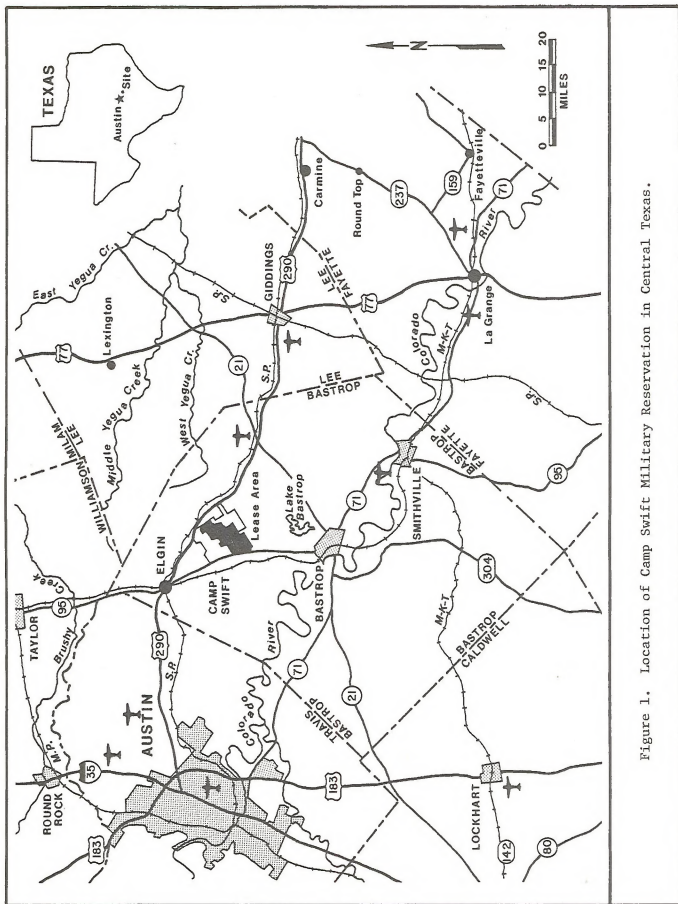 TEXAS
Austin
Site
N
0 5 10 15 20
MILES
East Yegua Cr.
Lexington
77
Middle Yegua Creek
West Yegua Cr.
21
S.P.
GIDDINGS
290
Carmine
Round Top
237
159
Fayetteville
71
River
LEE
FAYETTE
77
La Grange
Colorado
M-K-T
S.P.
WILLIAMSON
MILAM
LEE
LEE
BASTROP
S.P.
TAYLOR
95
Brushy
Creek
ELGIN
Lease Area
CAMP
SWIFT
Lake
Bastrop
BASTROP
71
SMITHVILLE
BASTROP
FAYETTE
95
304
M-K-T
BASTROP
CALDWELL
290
S.P.
M.P.
ROUND
ROCK
35
183
AUSTIN
Colorado
River
71
TRAVIS
BASTROP
21
183
LOCKHART
142
80
Figure 1. Location of Camp Swift Military Reservation in Central Texas.